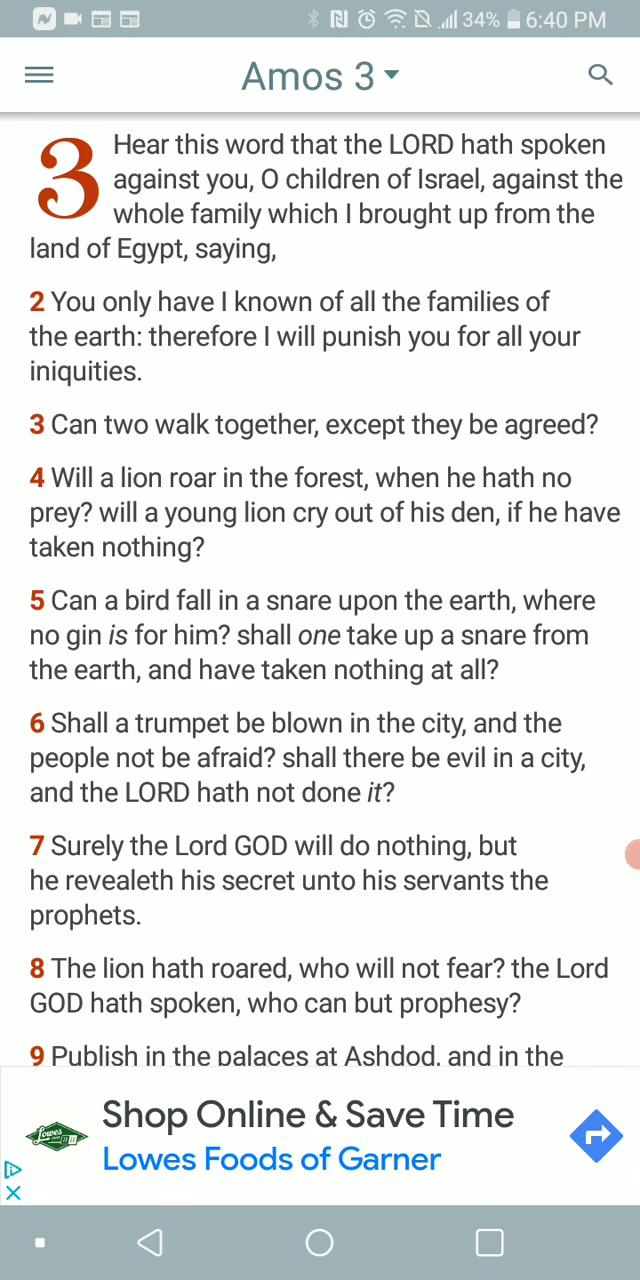 34% 6:40 PM
Amos 3
3 Hear this word that the LORD hath spoken
against you, O children of Israel, against the
whole family which I brought up from the
land of Egypt, saying,
2 You only have I known of all the families of
the earth: therefore I will punish you for all your
iniquities.
3 Can two walk together, except they be agreed?
4 Will a lion roar in the forest, when he hath no
prey? will a young lion cry out of his den, if he have
taken nothing?
5 Can a bird fall in a snare upon the earth, where
no gin is for him? shall one take up a snare from
the earth, and have taken nothing at all?
6 Shall a trumpet be blown in the city, and the
people not be afraid? shall there be evil in a city,
and the LORD hath not done it?
7 Surely the Lord GOD will do nothing, but
he revealeth his secret unto his servants the
prophets.
8 The lion hath roared, who will not fear? the Lord
GOD hath spoken, who can but prophesy?
9 Publish in the palaces at Ashdod, and in the
Lowes
Shop Online & Save Time
Lowes Foods of Garner